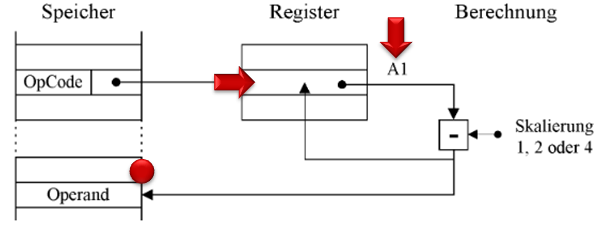 Speicher
Register
Berechnung
OpCode
A1
-
Skalierung
1, 2 oder 4
Operand